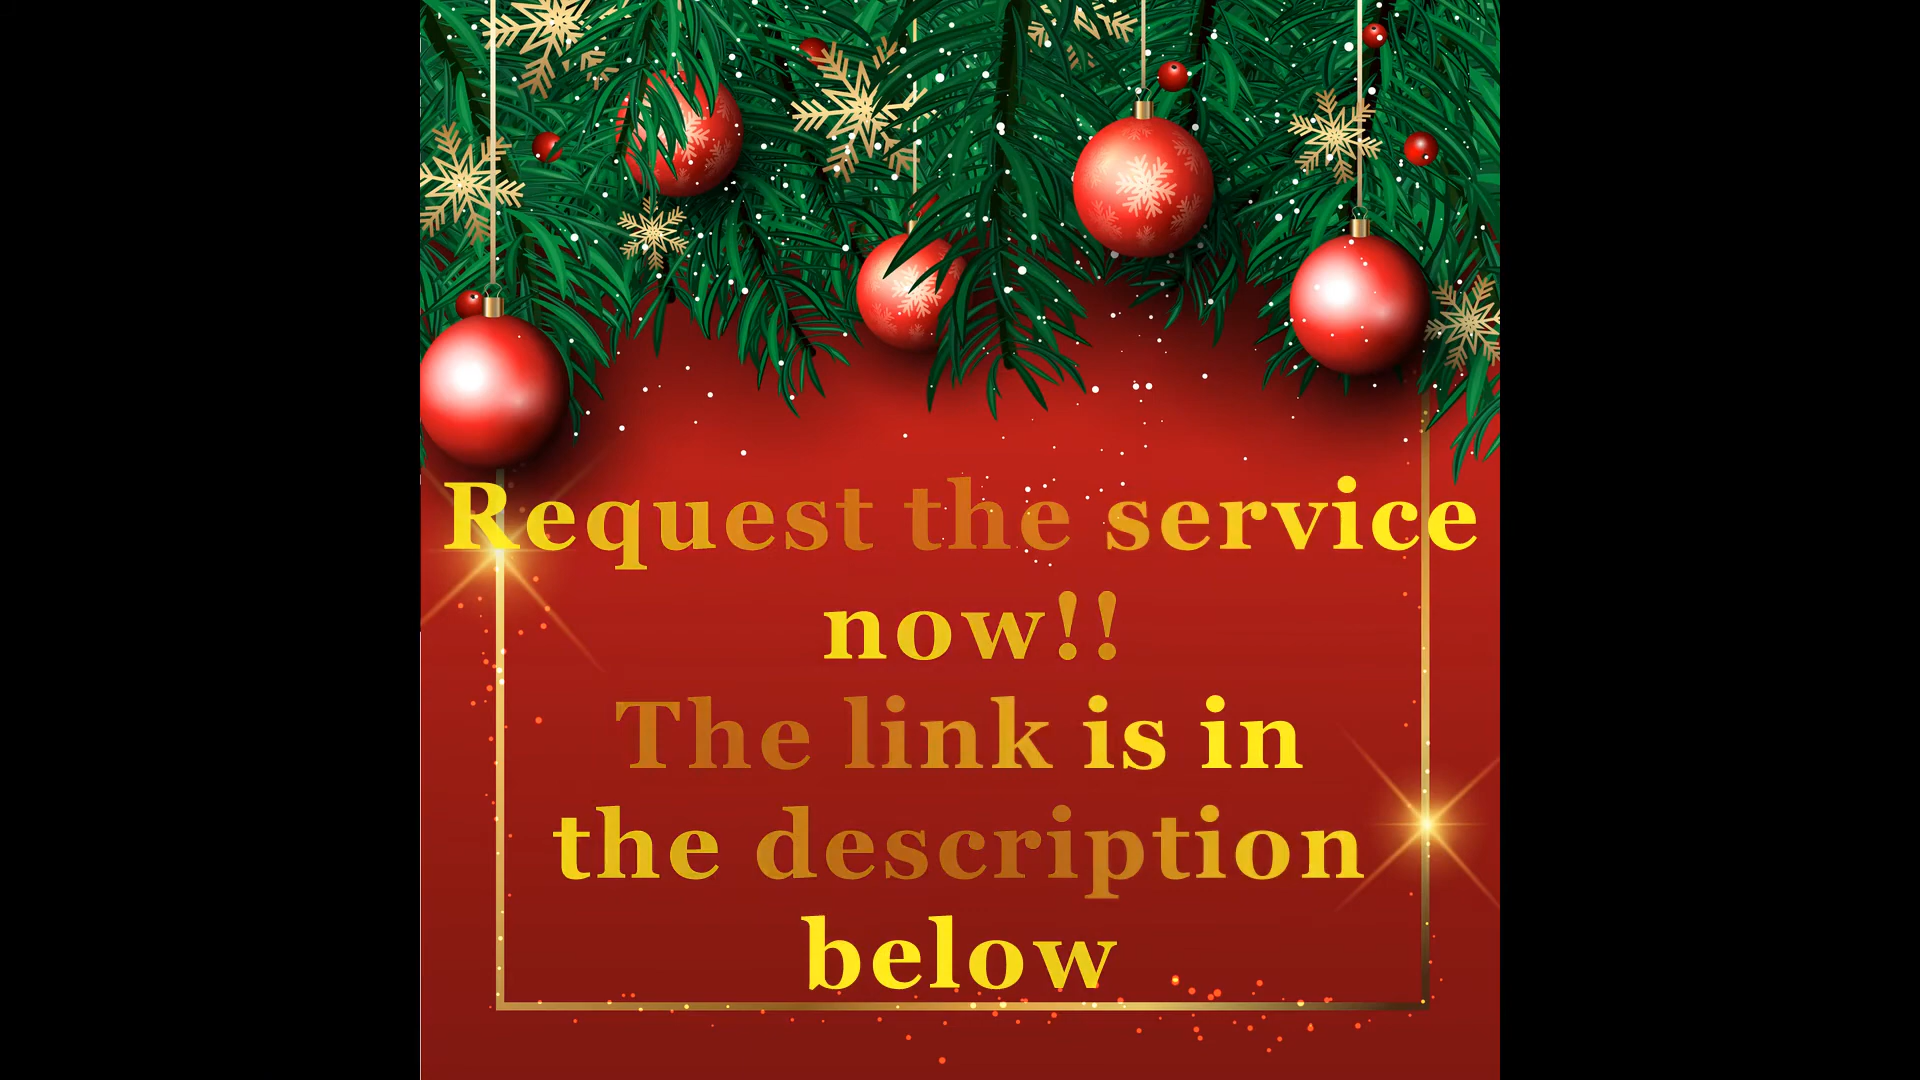 Request the service
now!!
The link is in
the description
below